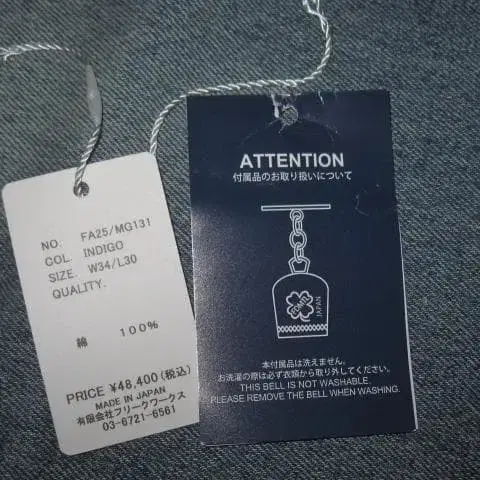 NO. FA25/MG131
COL. INDIGO
SIZE. W34/L30
QUALITY.
綿 100%
PRICE ¥48,400(税込)
MADE IN JAPAN
有限会社フリークワークス
03-6721-6561
ATTENTION
付属品のお取り扱いについて
JAPAN
本付属品は洗えません。
お洗濯の際は必ず衣類から取り外してください。
THIS BELL IS NOT WASHABLE.
PLEASE REMOVE THE BELL WHEN WASHING.